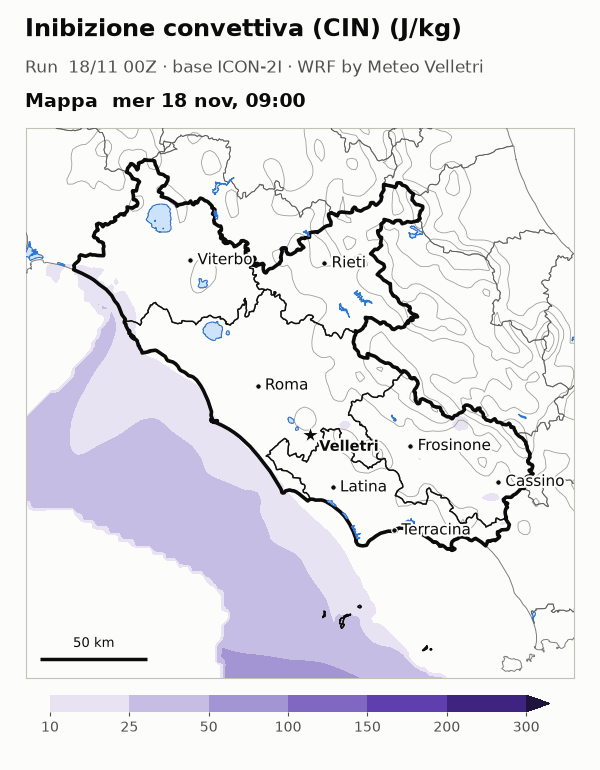 Inibizione convettiva (CIN) (J/kg)
Run 18/11 00Z · base ICON-2I · WRF by Meteo Velletri
Mappa mer 18 nov, 09:00
Viterbo
Rieti
Roma
Velletri
Frosinone
Cassino
Latina
Terracina
50 km
10 25 50 100 150 200 300